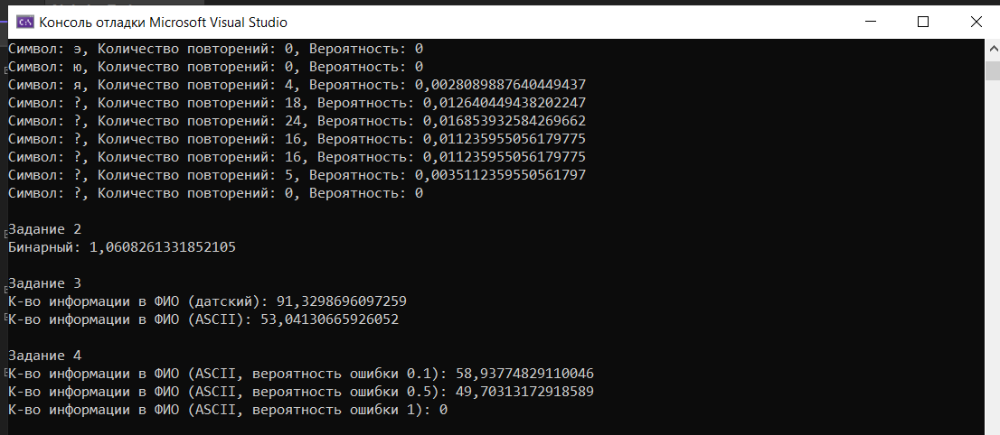 Консоль отладки Microsoft Visual Studio
Символ: э, Количество повторений: 0, Вероятность: 0
Символ: ю, Количество повторений: 0, Вероятность: 0
Символ: я, Количество повторений: 4, Вероятность: 0,0028089887640449437
Символ: ?, Количество повторений: 18, Вероятность: 0,012640449438202247
Символ: ?, Количество повторений: 24, Вероятность: 0,016853932584269662
Символ: ?, Количество повторений: 16, Вероятность: 0,011235955056179775
Символ: ?, Количество повторений: 16, Вероятность: 0,011235955056179775
Символ: ?, Количество повторений: 5, Вероятность: 0,0035112359550561797
Символ: ?, Количество повторений: 0, Вероятность: 0
Задание 2
Бинарный: 1,0608261331852105
Задание 3
К-во информации в ФИО (датский): 91,3298696097259
К-во информации в ФИО (ASCII): 53,04130665926052
Задание 4
К-во информации в ФИО (ASCII, вероятность ошибки 0.1): 58,93774829110046
К-во информации в ФИО (ASCII, вероятность ошибки 0.5): 49,70313172918589
К-во информации в ФИО (ASCII, вероятность ошибки 1): 0